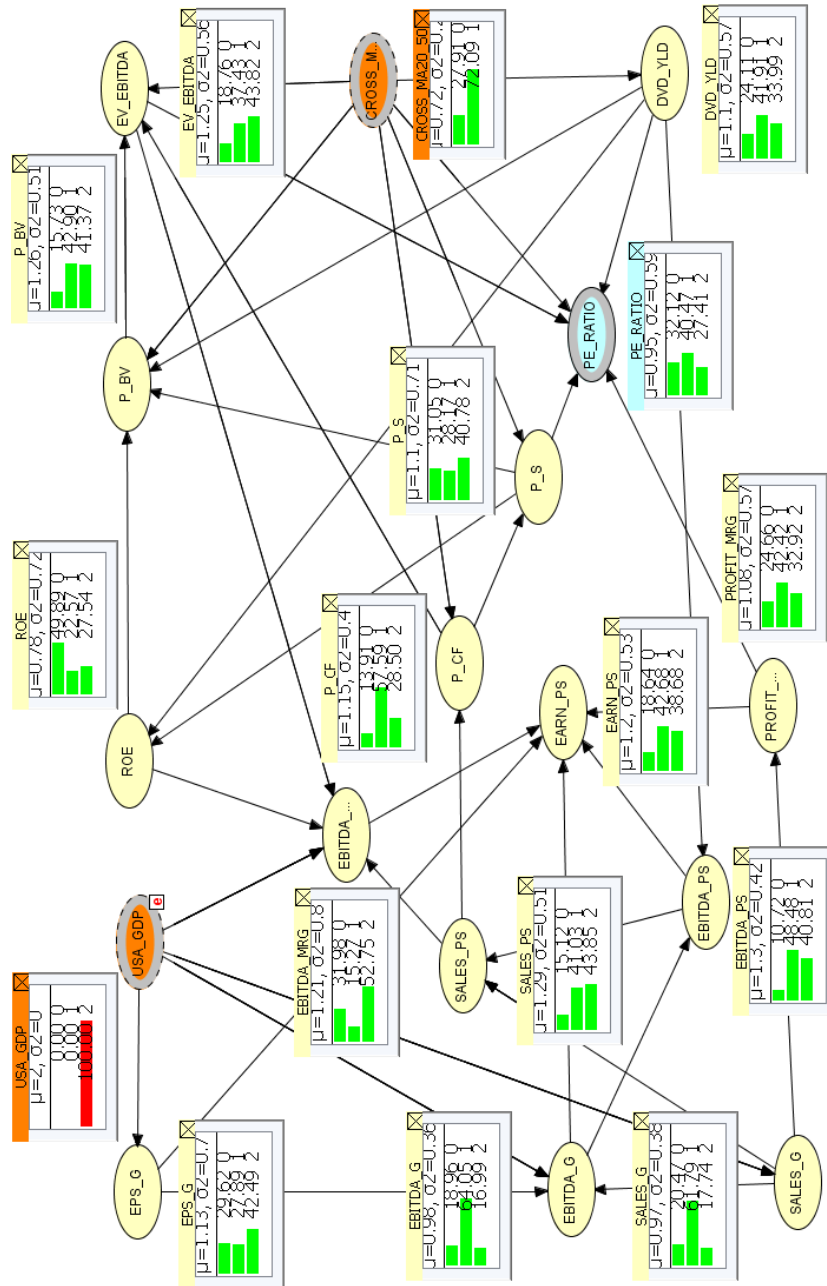 USA_GDP
μ=2, σ2=0
0.00 0
0.00 1
100.00 2
ROE
μ=0.78, σ2=0.72
49.89 0
22.57 1
27.54 2
P_BV
μ=1.26, σ2=0.51
15.73 0
42.90 1
41.37 2
EPS_G
USA_GDP
e
ROE
P_BV
EV_EBITDA
EPS_G
μ=1.13, σ2=0.7
29.62 0
27.89 1
42.49 2
EV_EBITDA
μ=1.25, σ2=0.56
18.76 0
37.43 1
43.82 2
EBITDA_MRG
μ=1.21, σ2=0.8
31.98 0
15.27 1
52.75 2
P_CF
μ=1.15, σ2=0.4
13.91 0
57.59 1
28.50 2
EBITDA_...
CROSS_M...
P_S
μ=1.1, σ2=0.71
31.05 0
28.17 1
40.78 2
EBITDA_G
μ=0.98, σ2=0.36
18.96 0
64.05 1
16.99 2
CROSS_MA20_50
μ=0.72, σ2=0.2
27.91 0
72.09 1
SALES_PS
P_CF
P_S
SALES_PS
μ=1.29, σ2=0.51
15.12 0
41.03 1
43.85 2
EBITDA_G
EARN_PS
PE_RATIO
SALES_G
μ=0.97, σ2=0.38
20.47 0
61.79 1
17.74 2
EARN_PS
μ=1.2, σ2=0.53
18.64 0
42.68 1
38.68 2
PE_RATIO
μ=0.95, σ2=0.59
32.12 0
40.47 1
27.41 2
DVD_YLD
EBITDA_PS
DVD_YLD
μ=1.1, σ2=0.57
24.11 0
41.91 1
33.99 2
EBITDA_PS
μ=1.3, σ2=0.42
10.72 0
48.48 1
40.81 2
PROFIT_MRG
μ=1.08, σ2=0.57
24.66 0
42.42 1
32.92 2
SALES_G
PROFIT_...